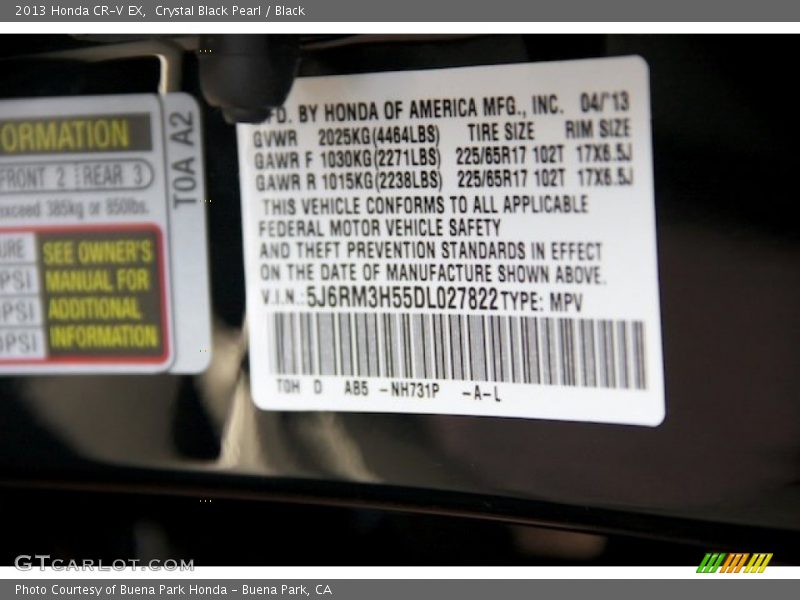 2013 Honda CR-V EX,  Crystal Black Pearl / Black
ORMATION
FRONT 2 REAR 3
exceed 385kg or 850lbs.
URE
PSI
PSI
PSI
SEE OWNER'S
MANUAL FOR
ADDITIONAL
INFORMATION
T0A A2
FD. BY HONDA OF AMERICA MFG., INC. 04/'13
GVWR 2025KG(4464LBS) TIRE SIZE RIM SIZE
GAWR F 1030KG(2271LBS) 225/65R17 102T 17X6.5J
GAWR R 1015KG(2238LBS) 225/65R17 102T 17X6.5J
THIS VEHICLE CONFORMS TO ALL APPLICABLE
FEDERAL MOTOR VEHICLE SAFETY
AND THEFT PREVENTION STANDARDS IN EFFECT
ON THE DATE OF MANUFACTURE SHOWN ABOVE.
V.I.N.: 5J6RM3H55DL027822 TYPE: MPV
T0H D AB5 -NH731P -A-L
GTcarlot.com
Photo Courtesy of Buena Park Honda - Buena Park, CA